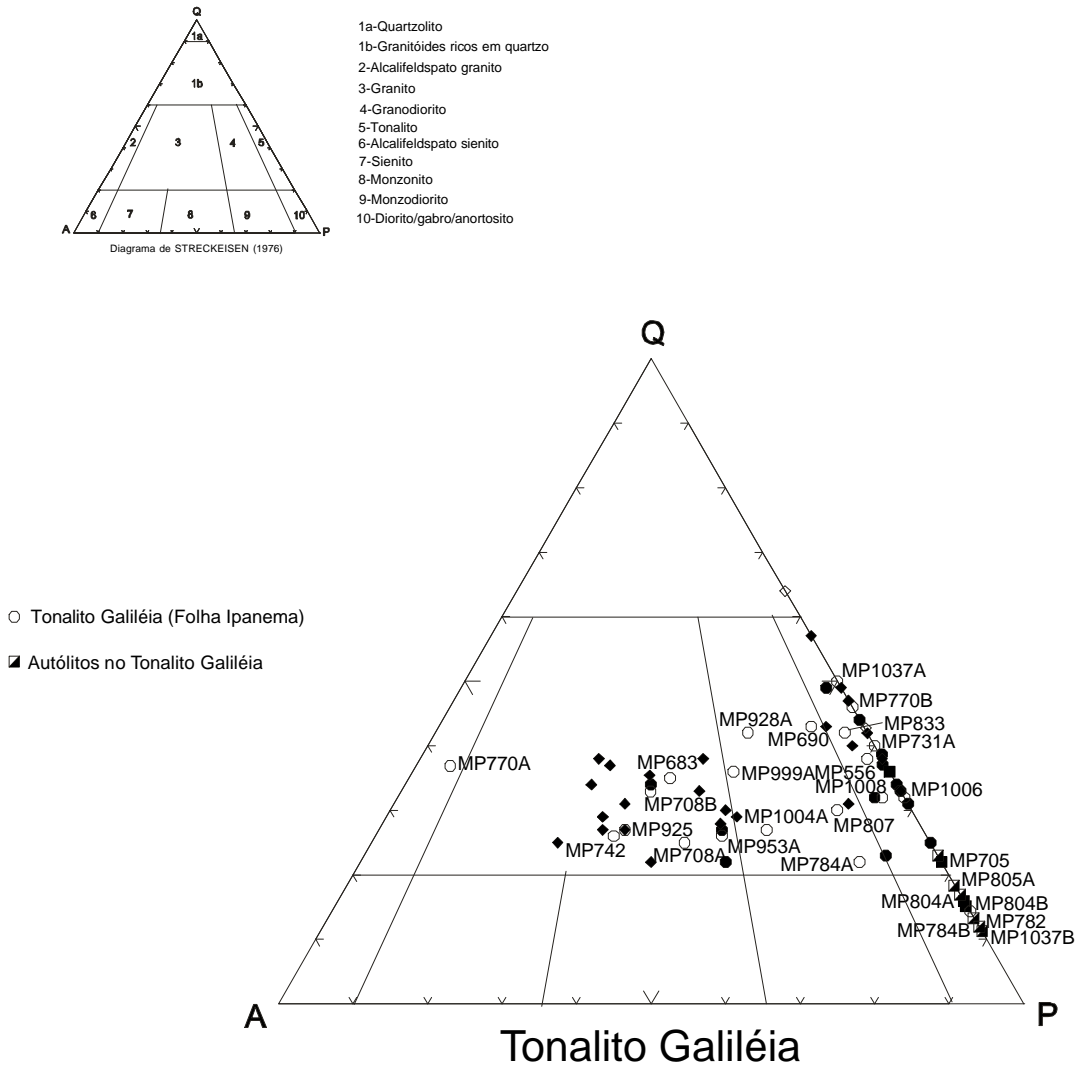 Q
1a
1b
2
3
4
5
6
7
8
9
10
A
P
Diagrama de STRECKEISEN (1976)
1a-Quartzolito
1b-Granitóides ricos em quartzo
2-Alcalifeldspato granito
3-Granito
4-Granodiorito
5-Tonalito
6-Alcalifeldspato sienito
7-Sienito
8-Monzonito
9-Monzodiorito
10-Diorito/gabro/anortosito
Tonalito Galiléia (Folha Ipanema)
Autólitos no Tonalito Galiléia
Q
MP1037A
MP770B
MP928A
MP833
MP690
MP731A
MP770A
MP683
MP999A
MP556
MP1008
MP1006
MP708B
MP1004A
MP807
MP925
MP742
MP708A
MP953A
MP784A
MP705
MP805A
MP804A
MP804B
MP782
MP784B
MP1037B
A
P
Tonalito Galiléia